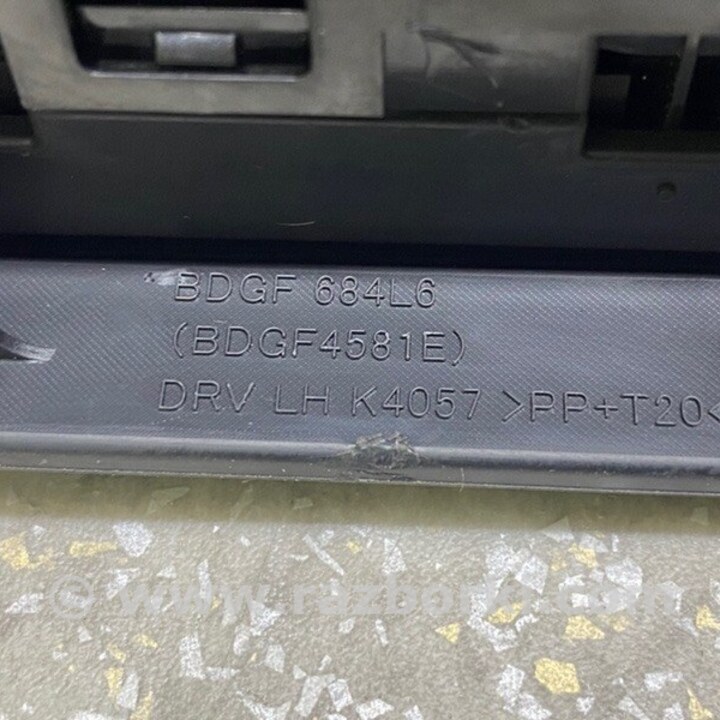 BDGF 684L6
(BDGF4581E)
DRV LH K4057 >PP+T20<
© www.razborka.com